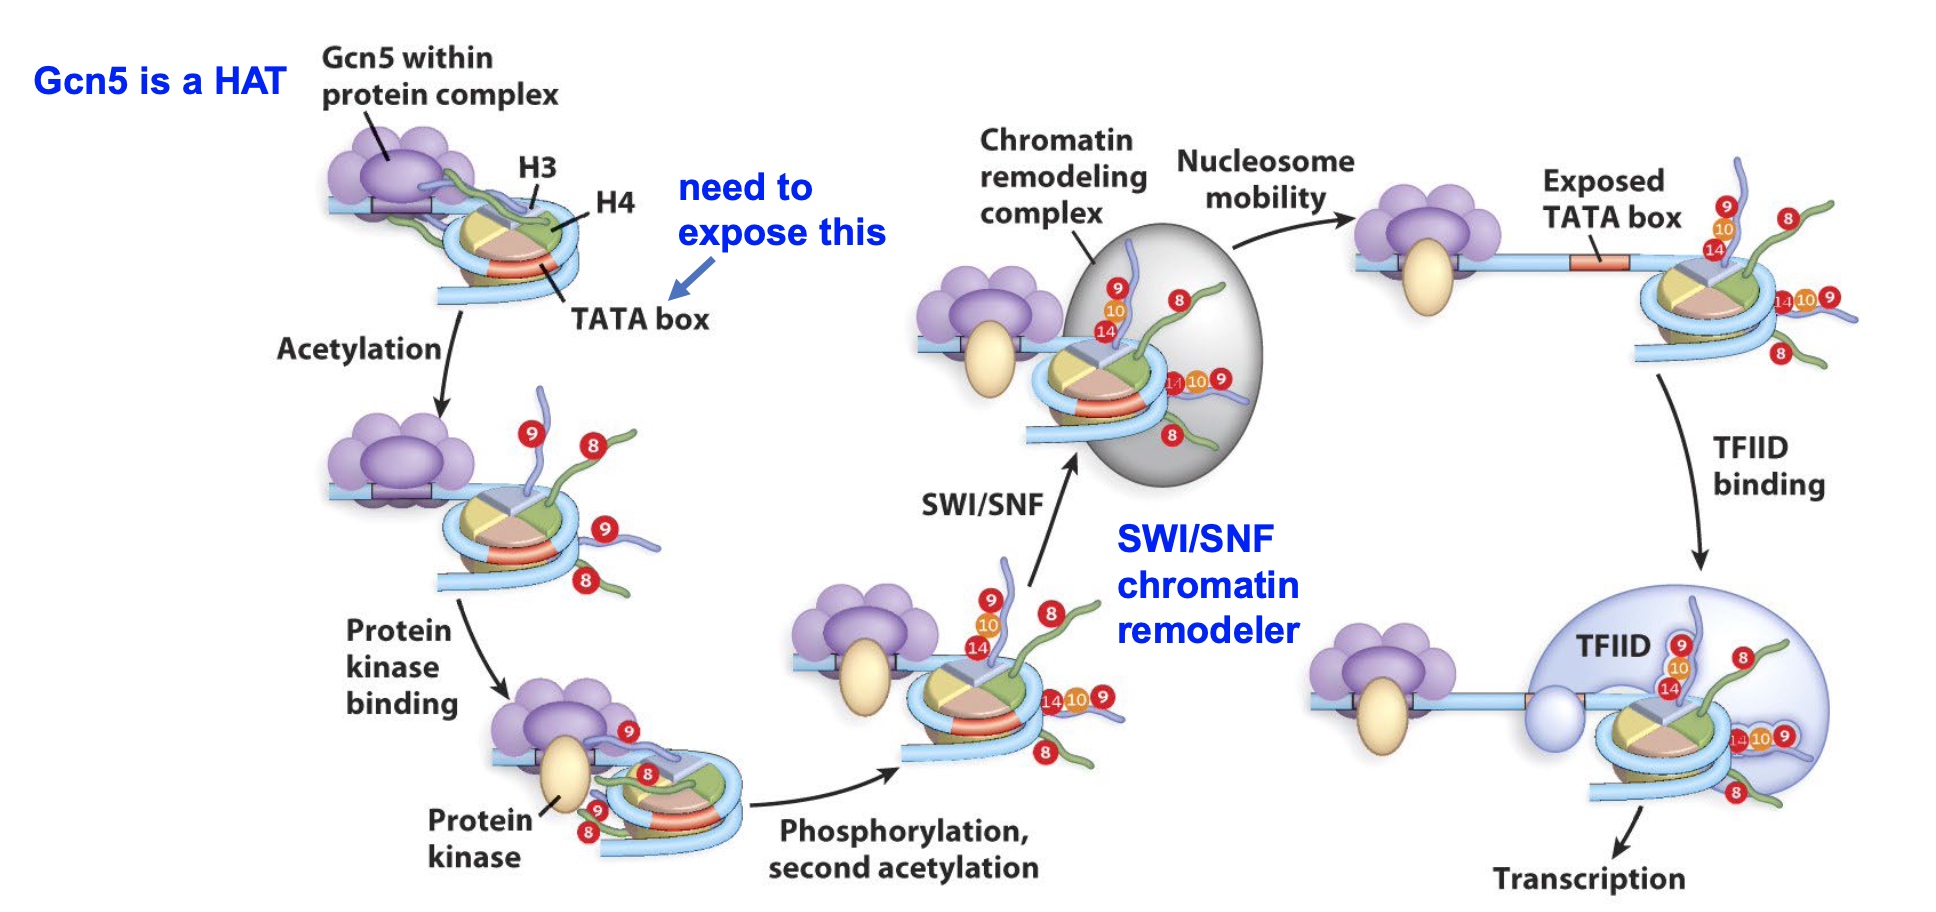 Gcn5 is a HAT
Gcn5 within
protein complex
H3
H4
need to
expose this
TATA box
Acetylation
9
8
9
8
Protein
kinase
binding
9
8
9
8
Protein
kinase
Phosphorylation,
second acetylation
9
10
14
8
14 10 9
8
SWI/SNF
SWI/SNF
chromatin
remodeler
Chromatin
remodeling
complex
9
10
14
8
14 10 9
8
Nucleosome
mobility
Exposed
TATA box
9
10
14
8
14 10 9
8
TFIID
binding
TFIID
9
10
14
8
14 10 9
8
Transcription